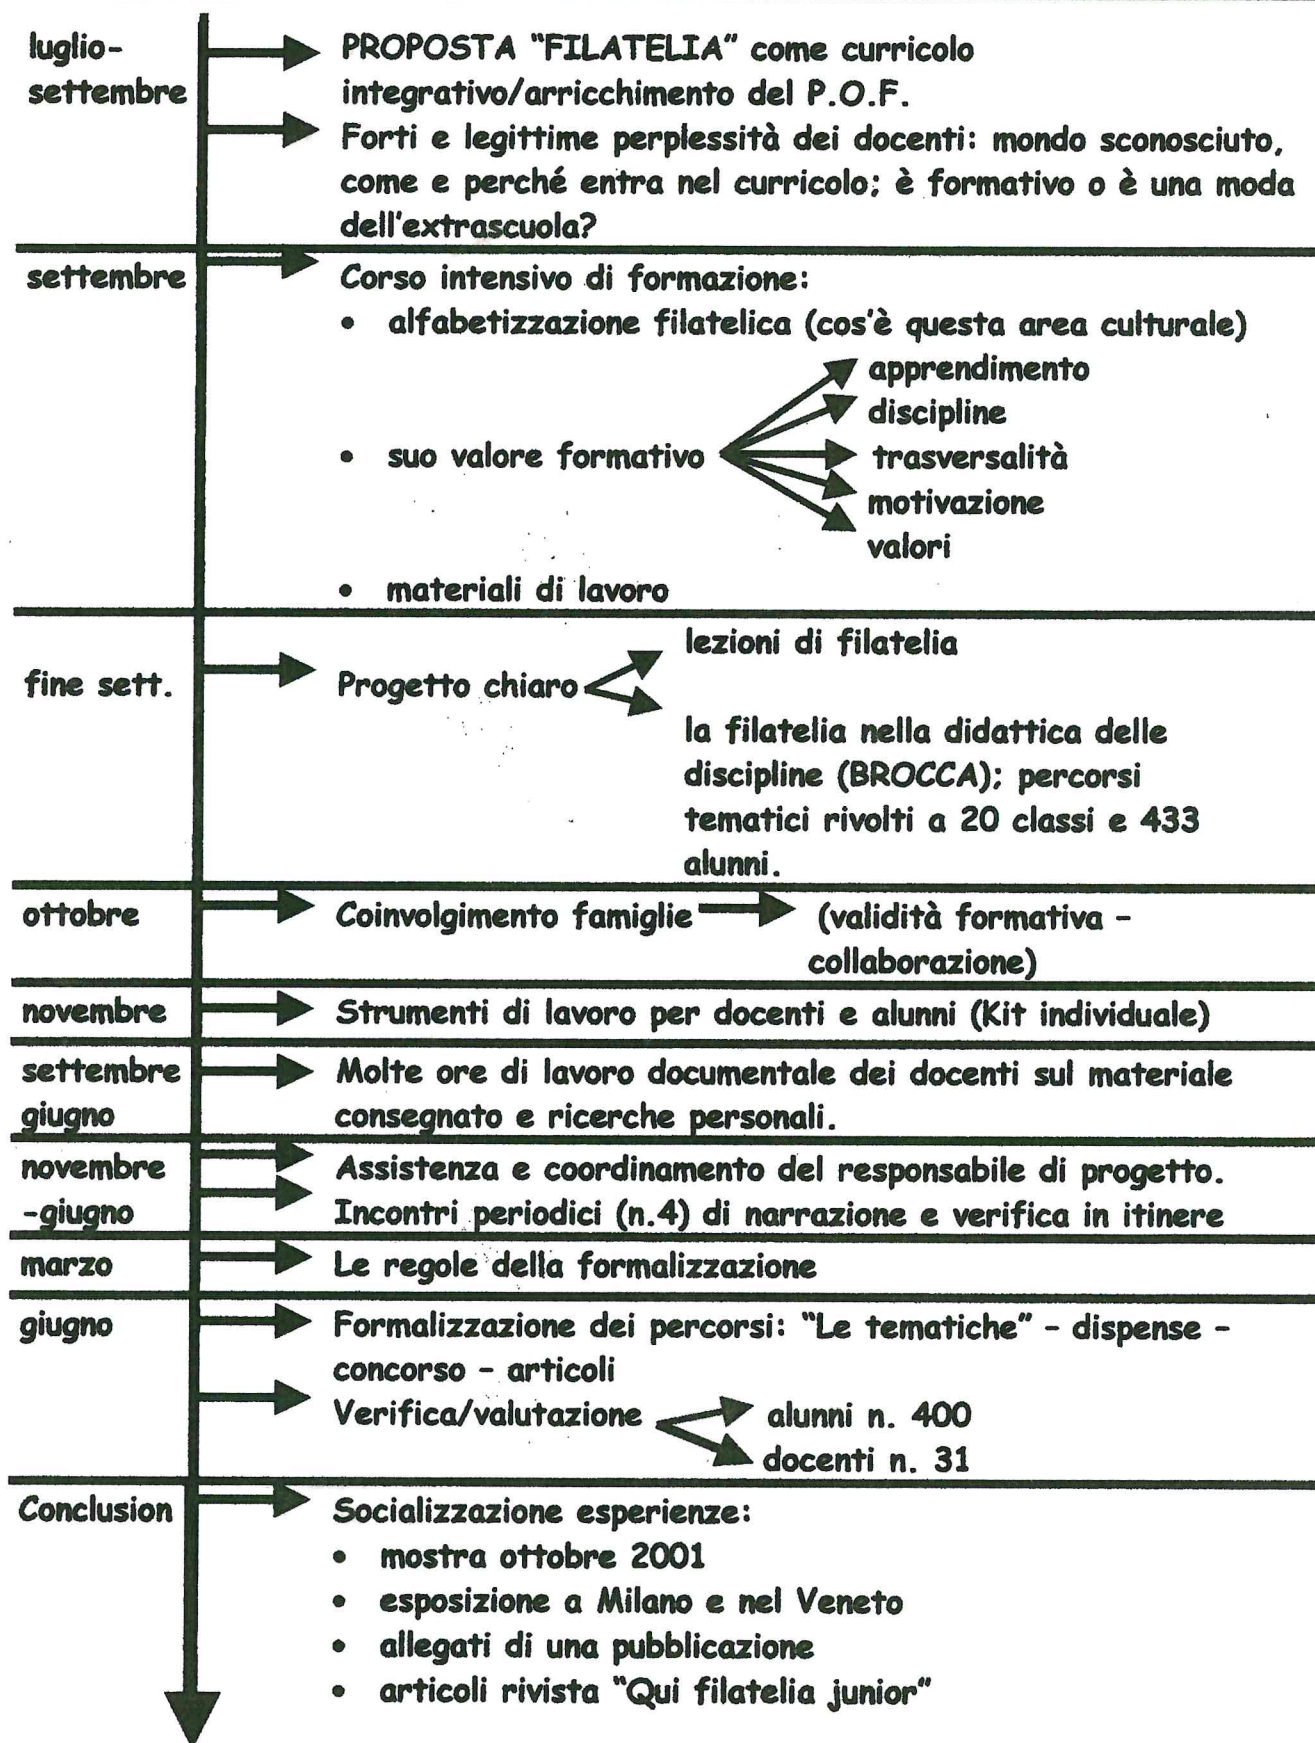 luglio-
settembre
PROPOSTA "FILATELIA" come curricolo
integrativo/arricchimento del P.O.F.
Forti e legittime perplessità dei docenti: mondo sconosciuto,
come e perché entra nel curricolo; è formativo o è una moda
dell'extrascuola?
settembre
Corso intensivo di formazione:
• alfabetizzazione filatelica (cos'è questa area culturale)
• suo valore formativo
apprendimento
discipline
trasversalità
motivazione
valori
• materiali di lavoro
fine sett.
Progetto chiaro
lezioni di filatelia
la filatelia nella didattica delle
discipline (BROCCA); percorsi
tematici rivolti a 20 classi e 433
alunni.
ottobre
Coinvolgimento famiglie
(validità formativa -
collaborazione)
novembre
Strumenti di lavoro per docenti e alunni (Kit individuale)
settembre
giugno
Molte ore di lavoro documentale dei docenti sul materiale
consegnato e ricerche personali.
novembre
-giugno
Assistenza e coordinamento del responsabile di progetto.
Incontri periodici (n.4) di narrazione e verifica in itinere
marzo
Le regole della formalizzazione
giugno
Formalizzazione dei percorsi: "Le tematiche" - dispense -
concorso - articoli
Verifica/valutazione
alunni n. 400
docenti n. 31
Conclusion
Socializzazione esperienze:
• mostra ottobre 2001
• esposizione a Milano e nel Veneto
• allegati di una pubblicazione
• articoli rivista "Qui filatelia junior"